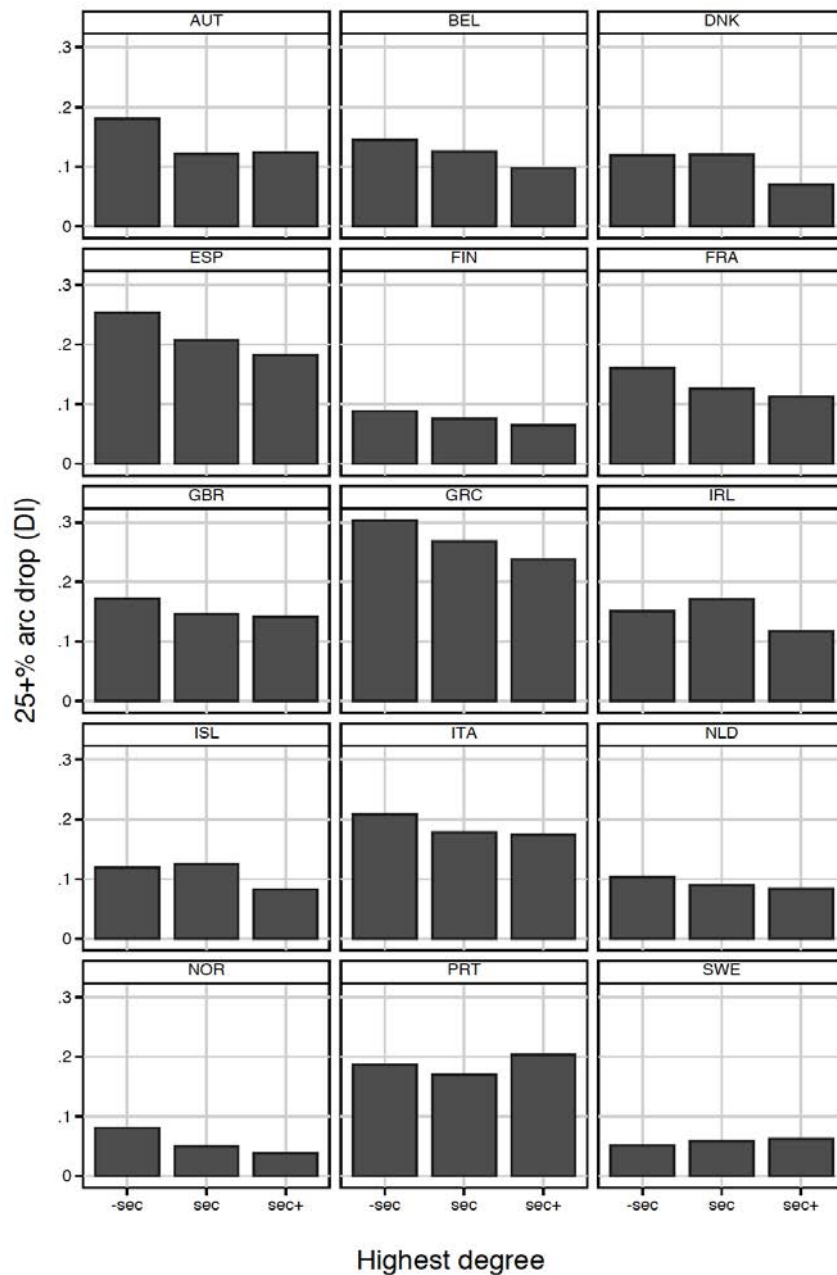 AUT BEL DNK
.3
.2
.1
0
ESP FIN FRA
.3
.2
.1
0
GBR GRC IRL
.3
.2
.1
0
ISL ITA NLD
.3
.2
.1
0
NOR PRT SWE
.3
.2
.1
0
-sec sec sec+ -sec sec sec+ -sec sec sec+
25+% arc drop (DI)
Highest degree